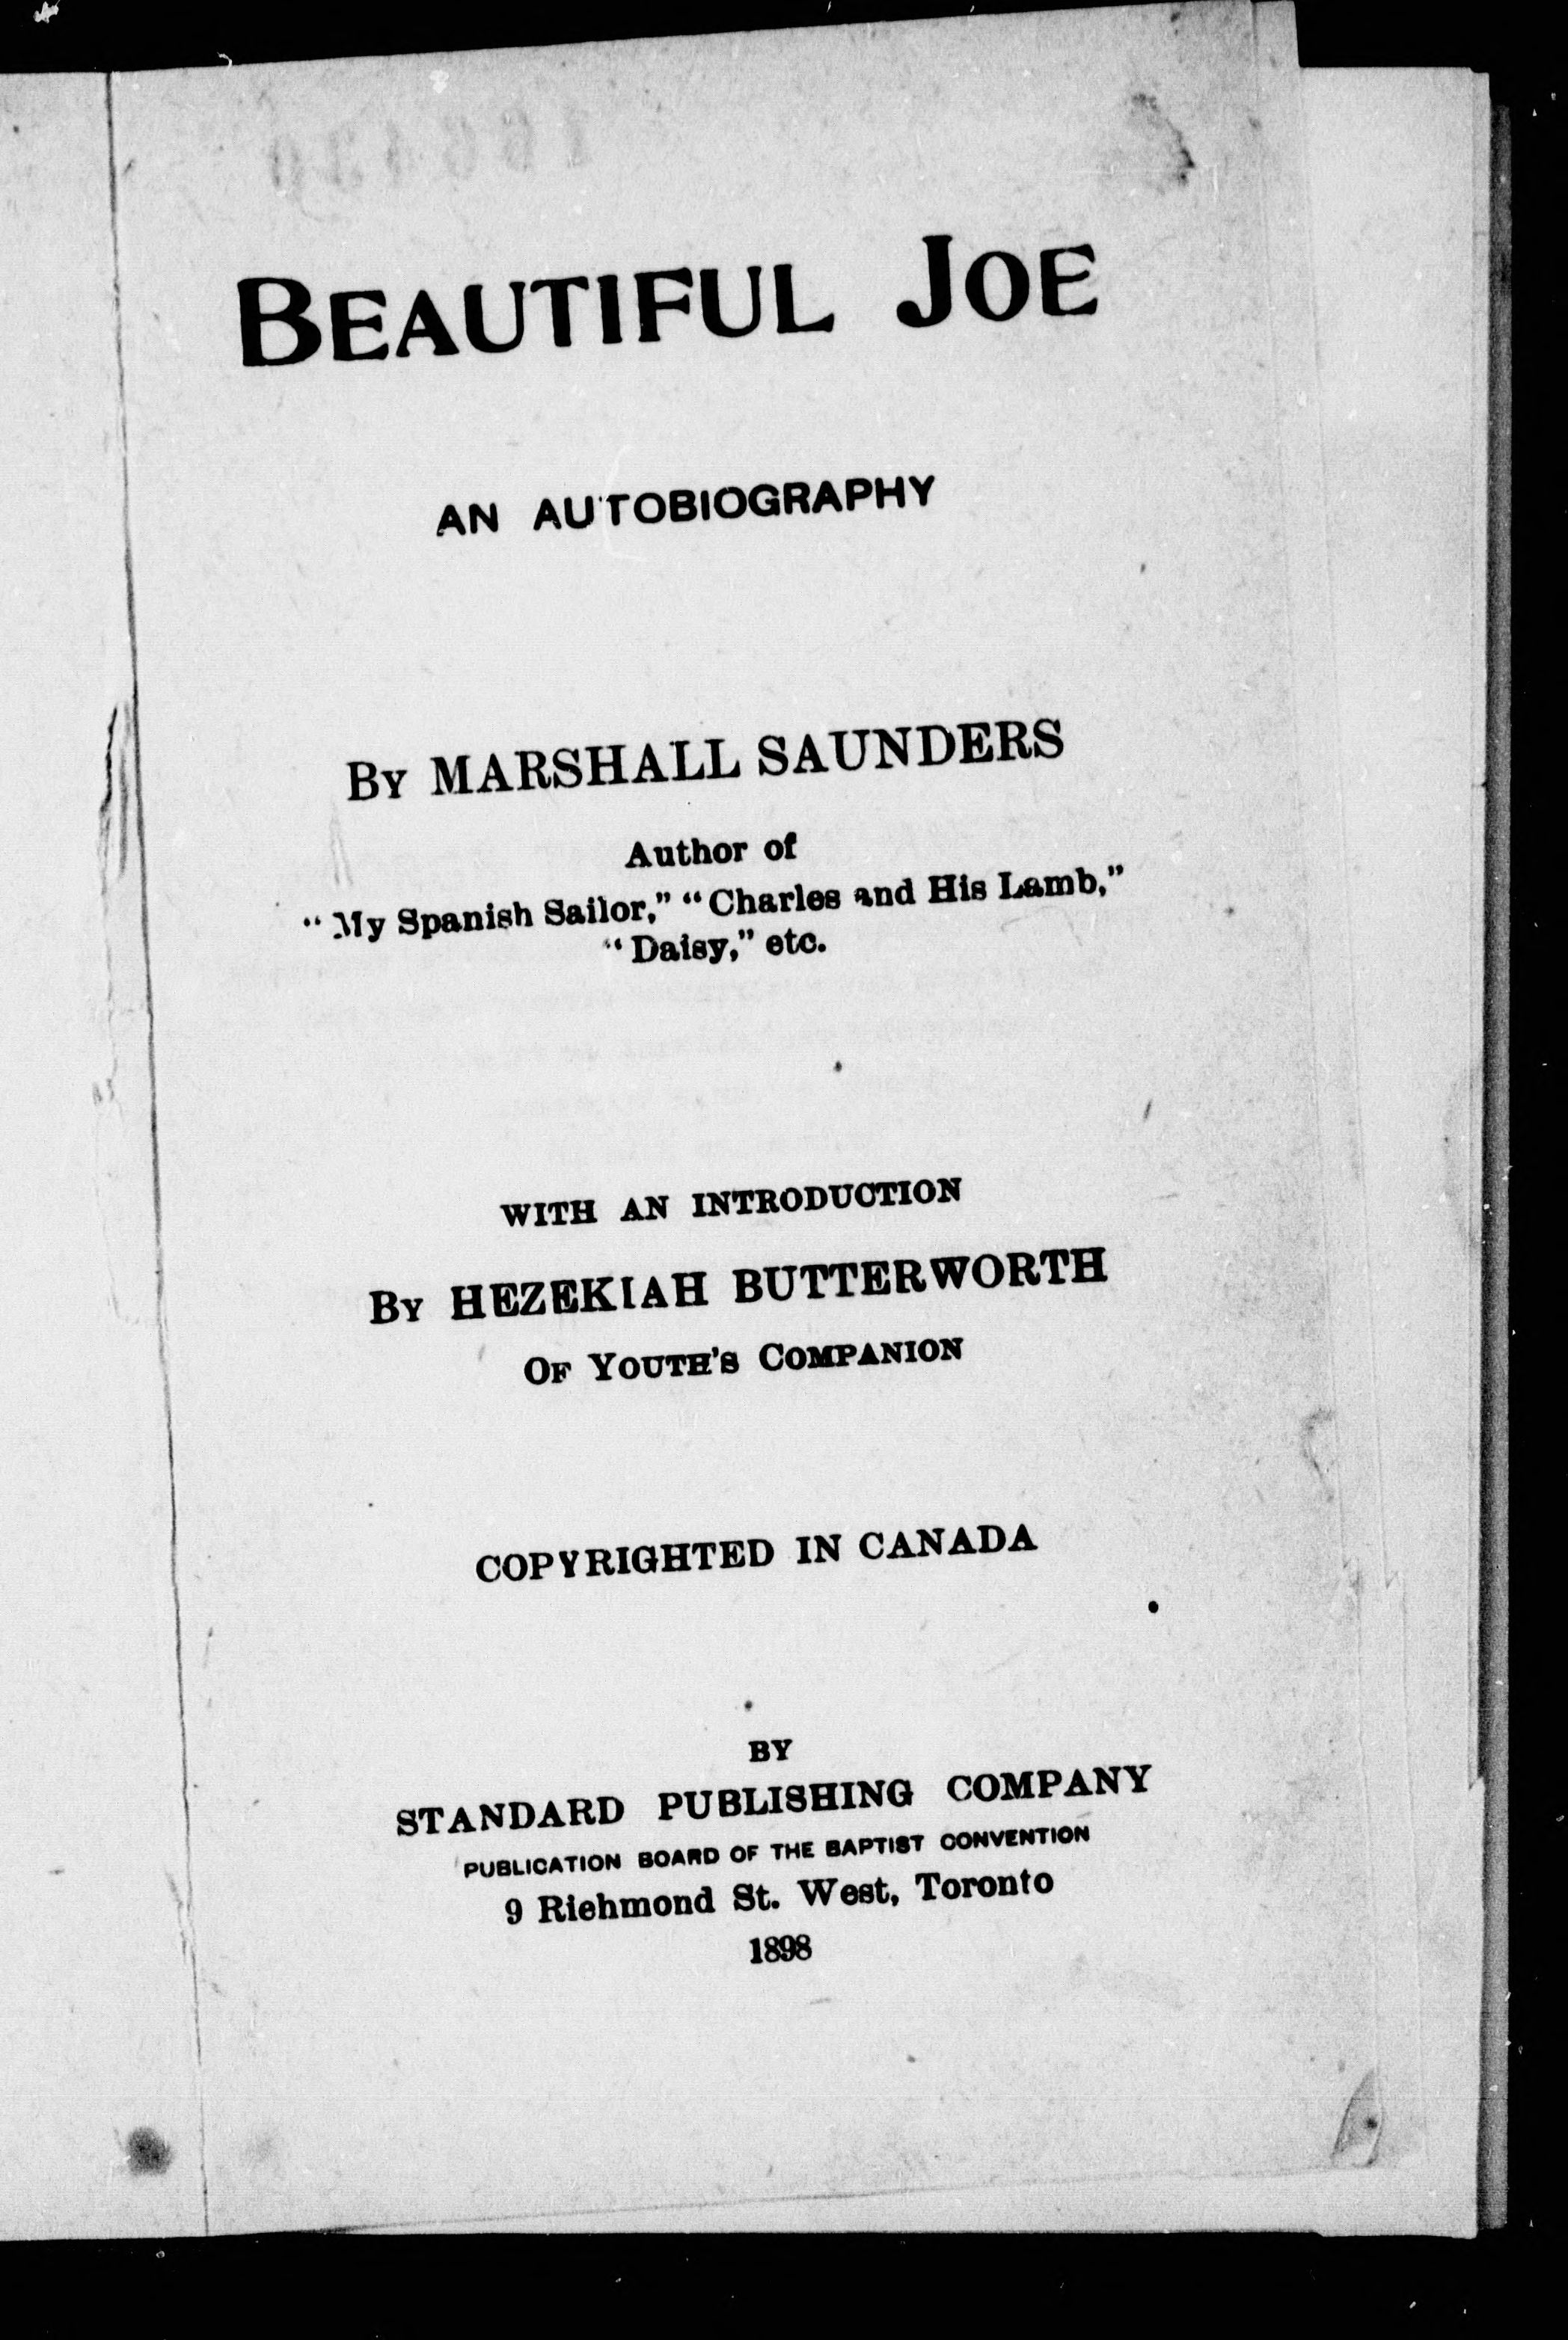 BEAUTIFUL JOE
AN AUTOBIOGRAPHY
BY MARSHALL SAUNDERS
Author of
"My Spanish Sailor," "Charles and His Lamb,"
"Daisy," etc.
WITH AN INTRODUCTION
BY HEZEKIAH BUTTERWORTH
OF YOUTH'S COMPANION
COPYRIGHTED IN CANADA
BY
STANDARD PUBLISHING COMPANY
PUBLICATION BOARD OF THE BAPTIST CONVENTION
9 Richmond St. West, Toronto
1898